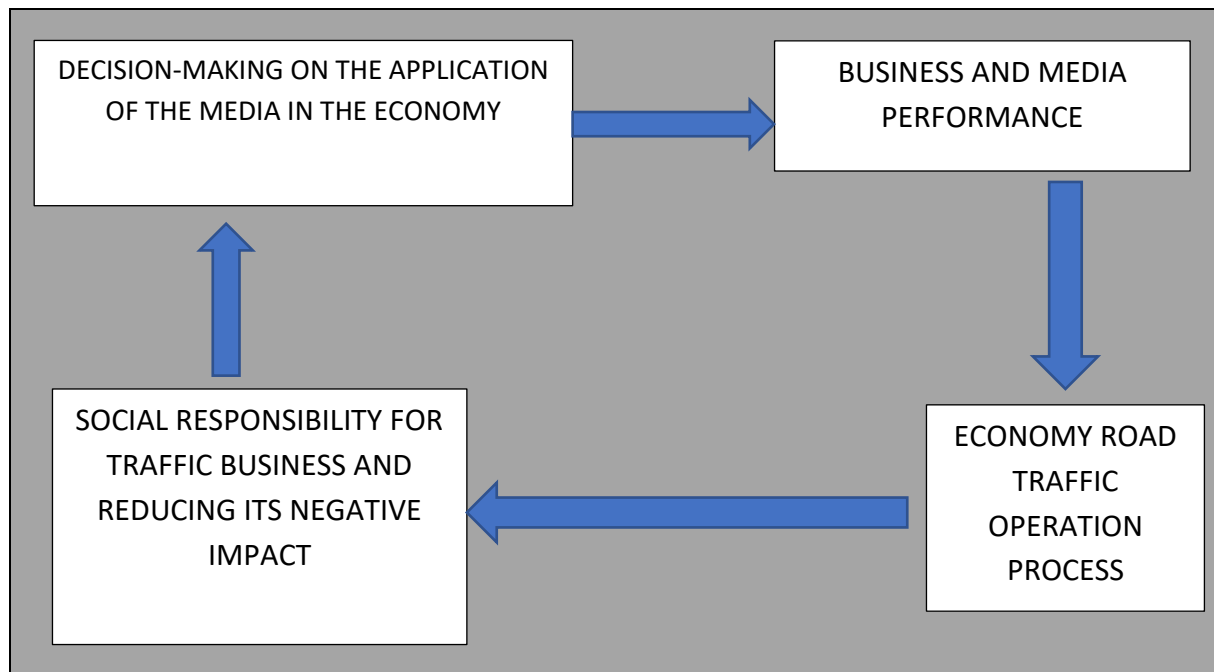 DECISION-MAKING ON THE APPLICATION
OF THE MEDIA IN THE ECONOMY
BUSINESS AND MEDIA
PERFORMANCE
ECONOMY ROAD
TRAFFIC
OPERATION
PROCESS
SOCIAL RESPONSIBILITY FOR
TRAFFIC BUSINESS AND
REDUCING ITS NEGATIVE
IMPACT